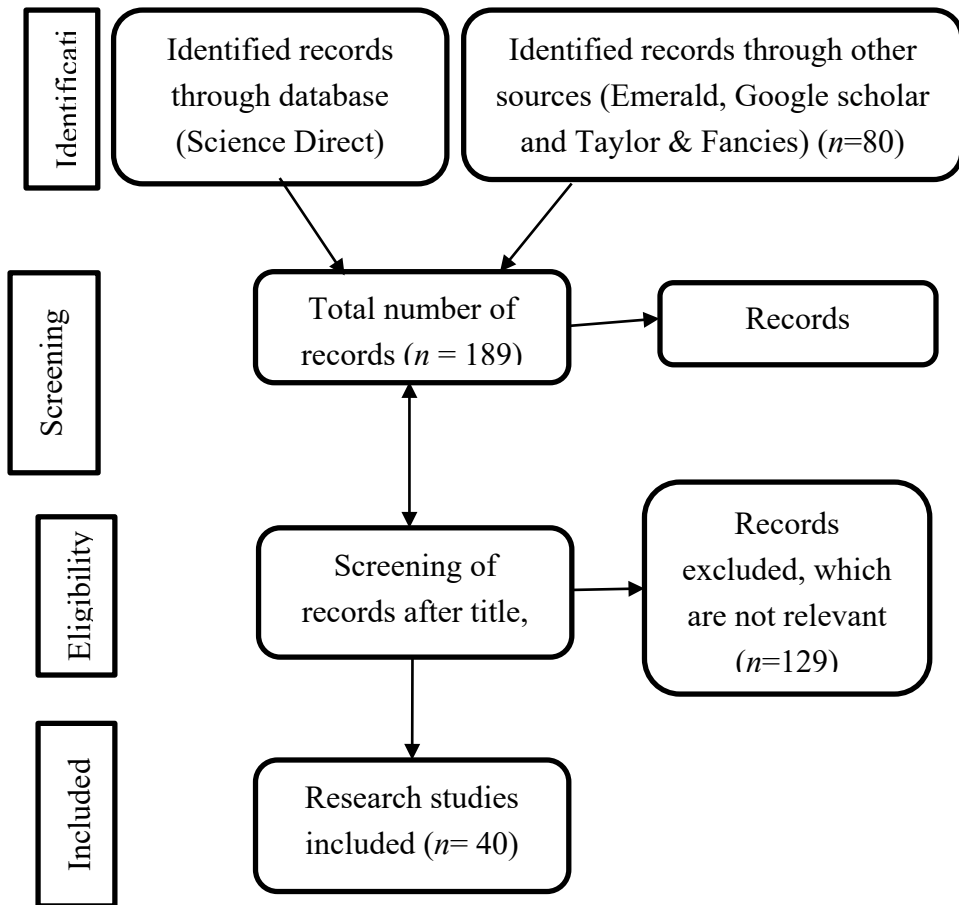 Identificati
Identified records
through database
(Science Direct)
Identified records through other
sources (Emerald, Google scholar
and Taylor & Fancies) (n=80)
Screening
Total number of
records (n = 189)
Records
Eligibility
Screening of
records after title,
Records
excluded, which
are not relevant
(n=129)
Included
Research studies
included (n= 40)